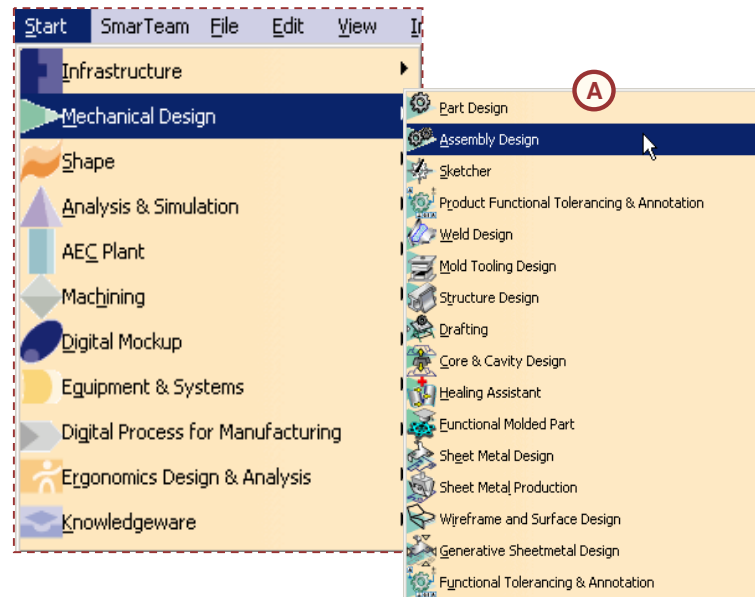 Start SmarTeam File Edit View
Infrastructure
Mechanical Design
Shape
Analysis & Simulation
AEC Plant
Machining
Digital Mockup
Equipment & Systems
Digital Process for Manufacturing
Ergonomics Design & Analysis
Knowledgeware
A
Part Design
Assembly Design
Sketcher
Product Functional Tolerancing & Annotation
Weld Design
Mold Tooling Design
Structure Design
Drafting
Core & Cavity Design
Healing Assistant
Functional Molded Part
Sheet Metal Design
Sheet Metal Production
Wireframe and Surface Design
Generative Sheetmetal Design
Functional Tolerancing & Annotation